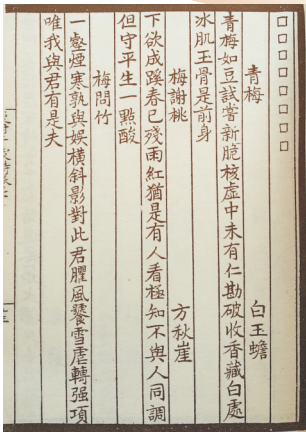 □□□□□□□□□□
青梅　白玉蟾
青梅如豆試嘗新脆核虛中未有仁勘破收香藏白處
冰肌玉骨是前身
梅謝桃　方秋崖
下欲成蹊春已殘雨紅猶是有人看極知不與人同調
但守平生一點酸
梅問竹
一壑煙寒孰與娛橫斜影對此君臞風饕雪虐轉强項
唯我與君有是夫